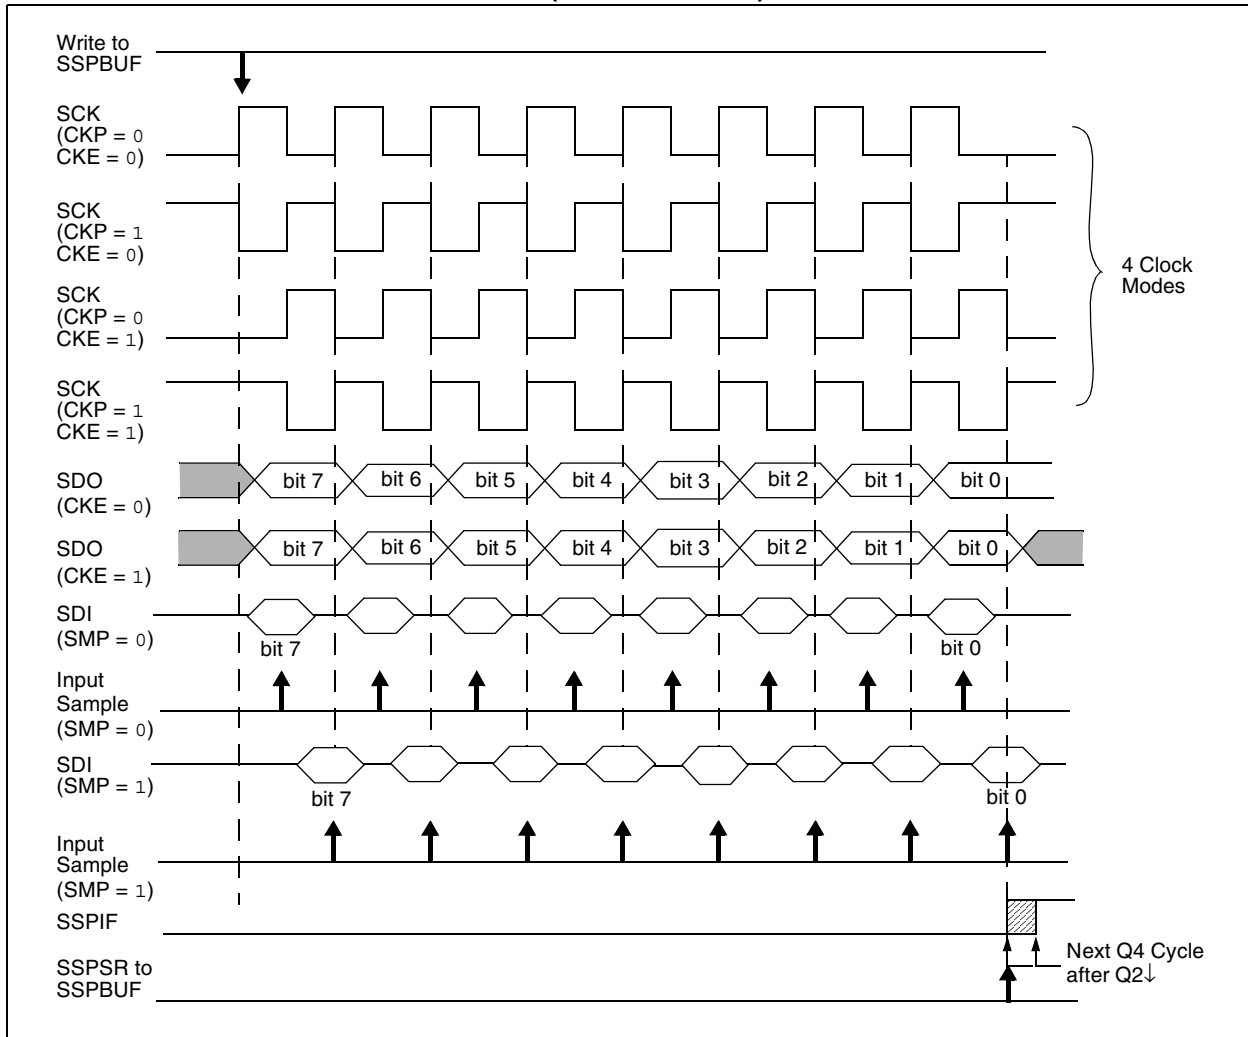 Write to
SSPBUF
SCK
(CKP = 0
CKE = 0)
SCK
(CKP = 1
CKE = 0)
SCK
(CKP = 0
CKE = 1)
SCK
(CKP = 1
CKE = 1)
4 Clock
Modes
SDO
(CKE = 0)
bit 7 bit 6 bit 5 bit 4 bit 3 bit 2 bit 1 bit 0
SDO
(CKE = 1)
bit 7 bit 6 bit 5 bit 4 bit 3 bit 2 bit 1 bit 0
SDI
(SMP = 0)
bit 7 bit 0
Input
Sample
(SMP = 0)
SDI
(SMP = 1)
bit 7 bit 0
Input
Sample
(SMP = 1)
SSPIF
Next Q4 Cycle
after Q2↓
SSPSR to
SSPBUF